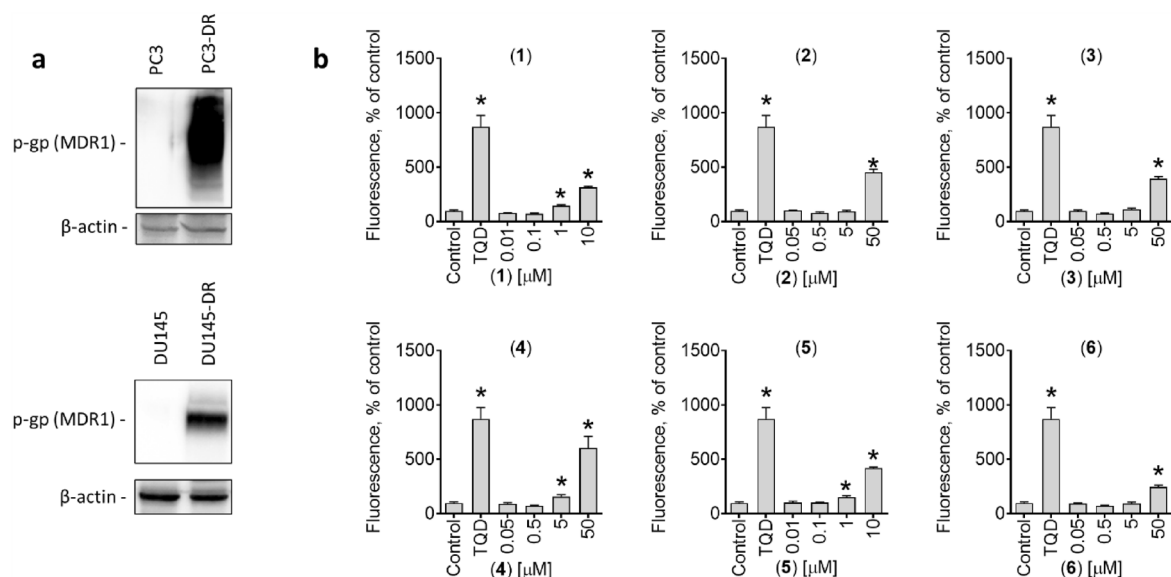 a
PC3
PC3-DR
p-gp (MDR1) -
β-actin -
DU145
DU145-DR
p-gp (MDR1) -
β-actin -
b
(1)
Fluorescence, % of control
1500
1000
500
0
*
*
*
Control
TQD
0.01
0.1
1
10
(1) [μM]
(2)
Fluorescence, % of control
1500
1000
500
0
*
*
Control
TQD
0.05
0.5
5
50
(2) [μM]
(3)
Fluorescence, % of control
1500
1000
500
0
*
*
Control
TQD
0.05
0.5
5
50
(3) [μM]
(4)
Fluorescence, % of control
1500
1000
500
0
*
*
*
Control
TQD
0.05
0.5
5
50
(4) [μM]
(5)
Fluorescence, % of control
1500
1000
500
0
*
*
*
Control
TQD
0.01
0.1
1
10
(5) [μM]
(6)
Fluorescence, % of control
1500
1000
500
0
*
*
Control
TQD
0.05
0.5
5
50
(6) [μM]